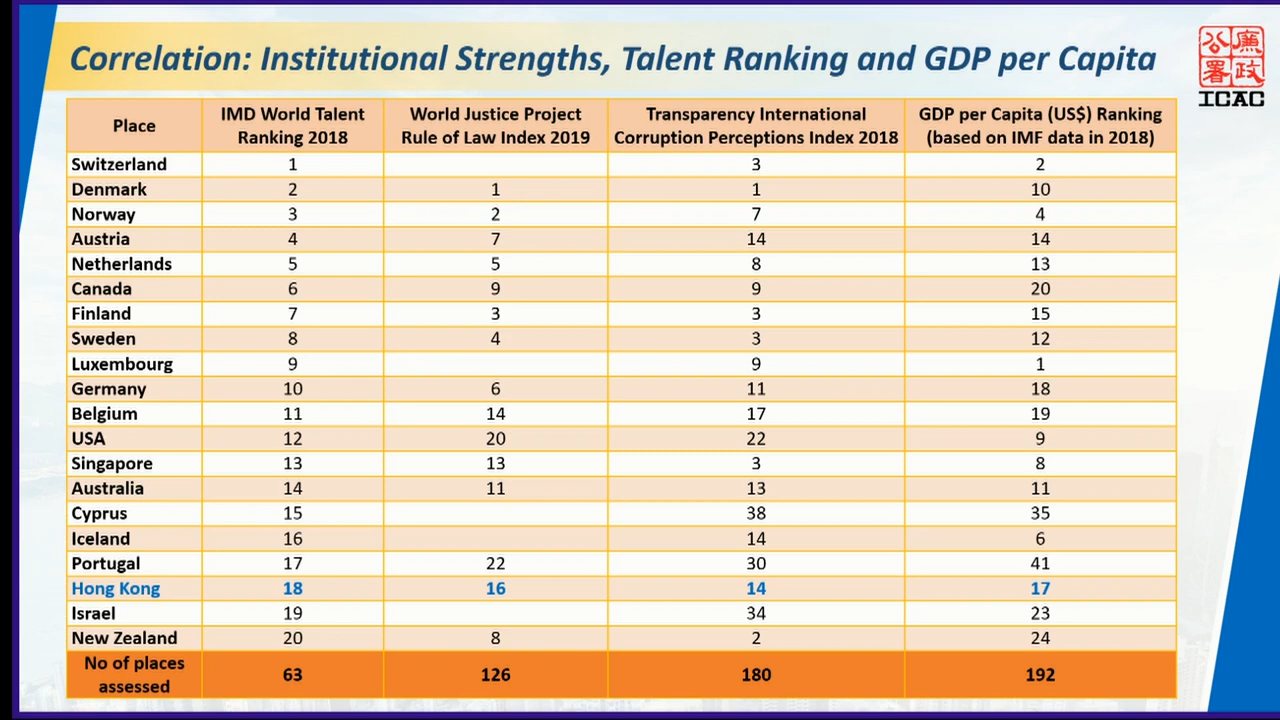 Correlation: Institutional Strengths, Talent Ranking and GDP per Capita
公廉
署政
ICAC
Place IMD World Talent Ranking 2018 World Justice Project Rule of Law Index 2019 Transparency International Corruption Perceptions Index 2018 GDP per Capita (US$) Ranking (based on IMF data in 2018)
Switzerland 1 3 2
Denmark 2 1 1 10
Norway 3 2 7 4
Austria 4 7 14 14
Netherlands 5 5 8 13
Canada 6 9 9 20
Finland 7 3 3 15
Sweden 8 4 3 12
Luxembourg 9 9 1
Germany 10 6 11 18
Belgium 11 14 17 19
USA 12 20 22 9
Singapore 13 13 3 8
Australia 14 11 13 11
Cyprus 15 38 35
Iceland 16 14 6
Portugal 17 22 30 41
Hong Kong 18 16 14 17
Israel 19 34 23
New Zealand 20 8 2 24
No of places assessed 63 126 180 192